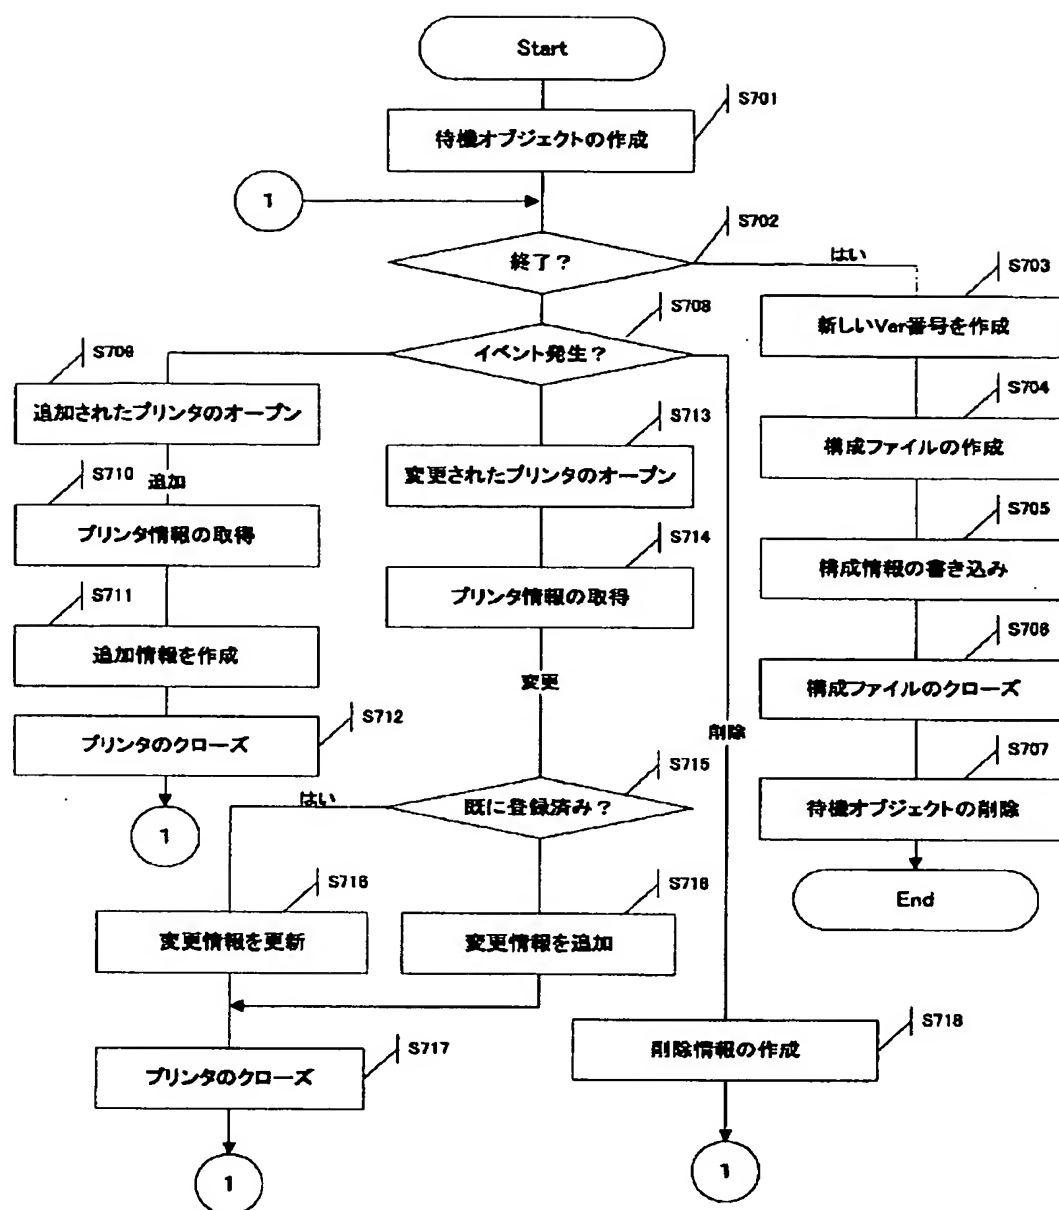 Start
S701
待機オブジェクトの作成
1
S702
終了？
はい
S703
新しいVer番号を作成
S708
イベント発生？
S709
追加されたプリンタのオープン
S704
構成ファイルの作成
S713
変更されたプリンタのオープン
S710
追加
プリンタ情報の取得
S705
構成情報の書き込み
S714
プリンタ情報の取得
S711
追加情報を作成
S706
構成ファイルのクローズ
変更
S712
プリンタのクローズ
削除
S707
待機オブジェクトの削除
S715
はい
既に登録済み？
1
End
S716
変更情報を更新
S718
変更情報を追加
S718
削除情報の作成
S717
プリンタのクローズ
1
1